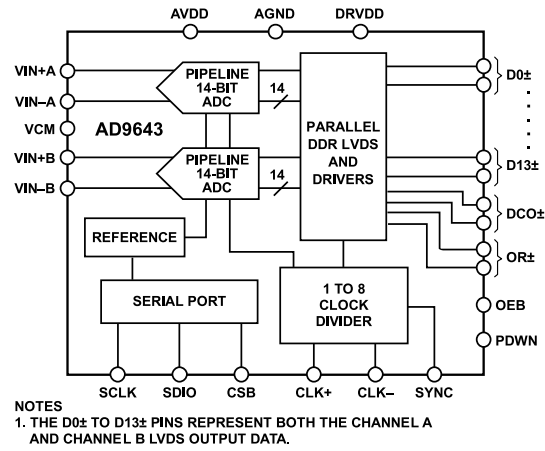 AVDD AGND DRVDD
VIN+A
VIN–A
VCM
VIN+B
VIN–B
AD9643
PIPELINE
14-BIT
ADC
14
PIPELINE
14-BIT
ADC
14
PARALLEL
DDR LVDS
AND
DRIVERS
D0±
D13±
DCO±
OR±
OEB
PDWN
REFERENCE
SERIAL PORT
1 TO 8
CLOCK
DIVIDER
SCLK SDIO CSB CLK+ CLK– SYNC
NOTES
1. THE D0± TO D13± PINS REPRESENT BOTH THE CHANNEL A
AND CHANNEL B LVDS OUTPUT DATA.